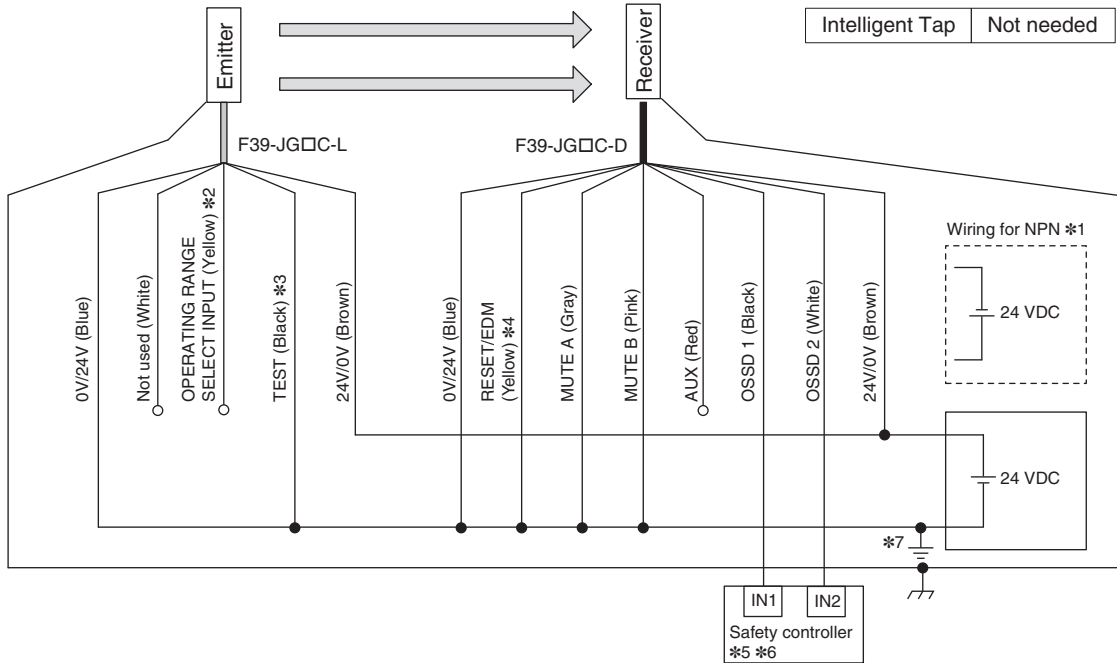 Intelligent Tap Not needed
Emitter
Receiver
F39-JG□C-L
F39-JG□C-D
0V/24V (Blue)
Not used (White)
OPERATING RANGE
SELECT INPUT (Yellow) *2
TEST (Black) *3
24V/0V (Brown)
0V/24V (Blue)
RESET/EDM
(Yellow) *4
MUTE A (Gray)
MUTE B (Pink)
AUX (Red)
OSSD 1 (Black)
OSSD 2 (White)
24V/0V (Brown)
Wiring for NPN *1
24 VDC
24 VDC
*7
IN1 IN2
Safety controller
*5 *6